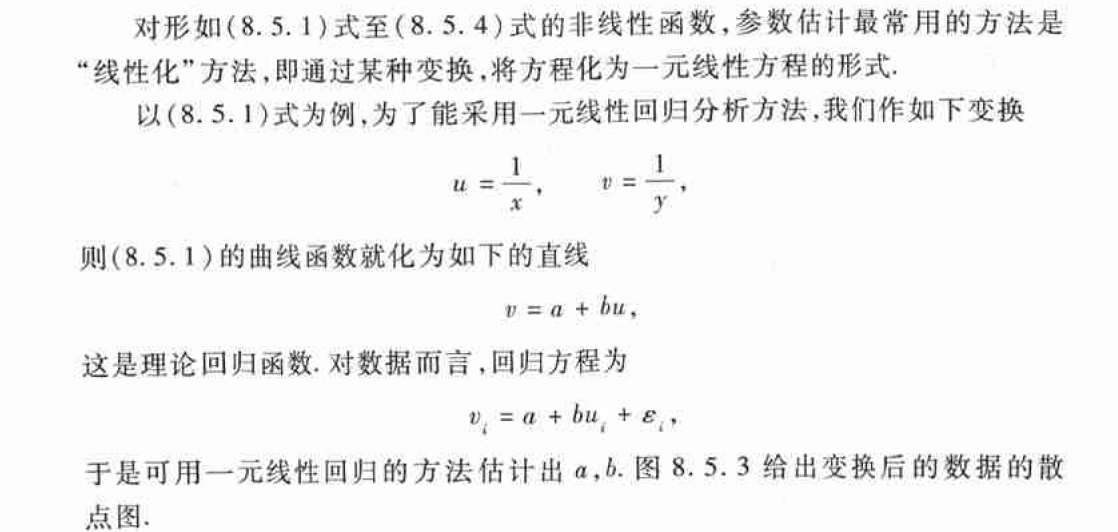 对形如(8.5.1)式至(8.5.4)式的非线性函数,参数估计最常用的方法是
“线性化”方法,即通过某种变换,将方程化为一元线性方程的形式.
以(8.5.1)式为例,为了能采用一元线性回归分析方法,我们作如下变换
u = 1/x, v = 1/y,
则(8.5.1)的曲线函数就化为如下的直线
v = a + bu,
这是理论回归函数. 对数据而言,回归方程为
v_i = a + bu_i + ε_i,
于是可用一元线性回归的方法估计出 a,b. 图 8.5.3 给出变换后的数据的散
点图.